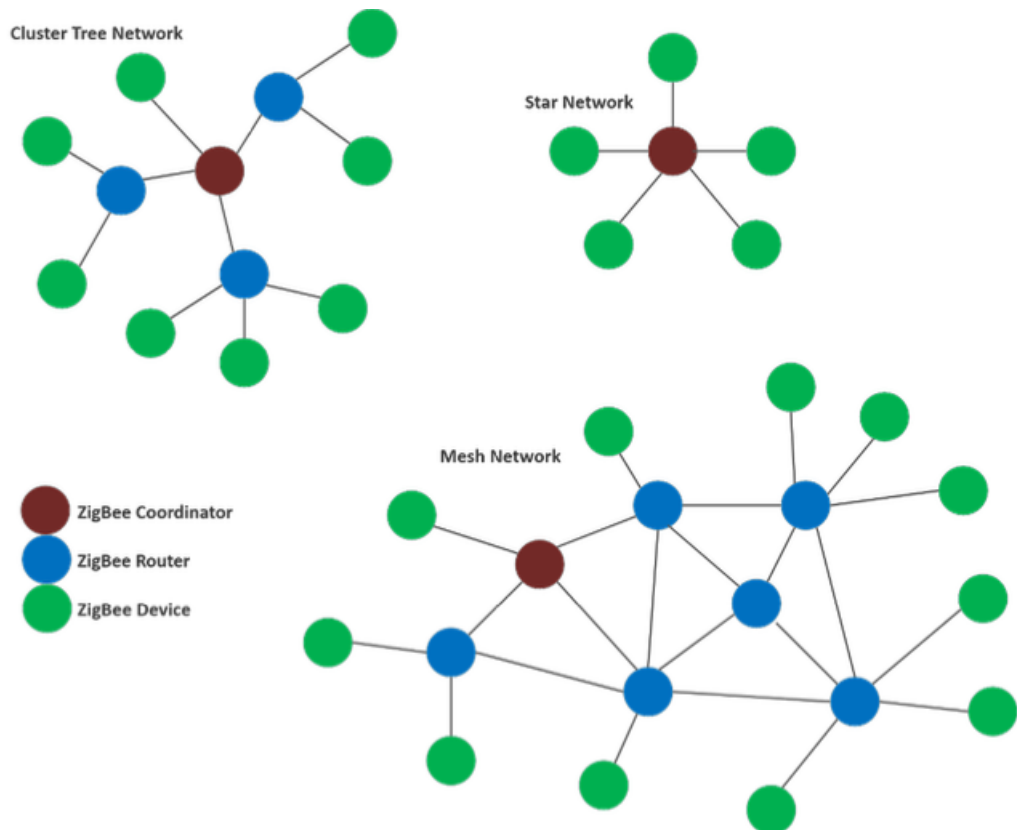 Cluster Tree Network
Star Network
Mesh Network
ZigBee Coordinator
ZigBee Router
ZigBee Device